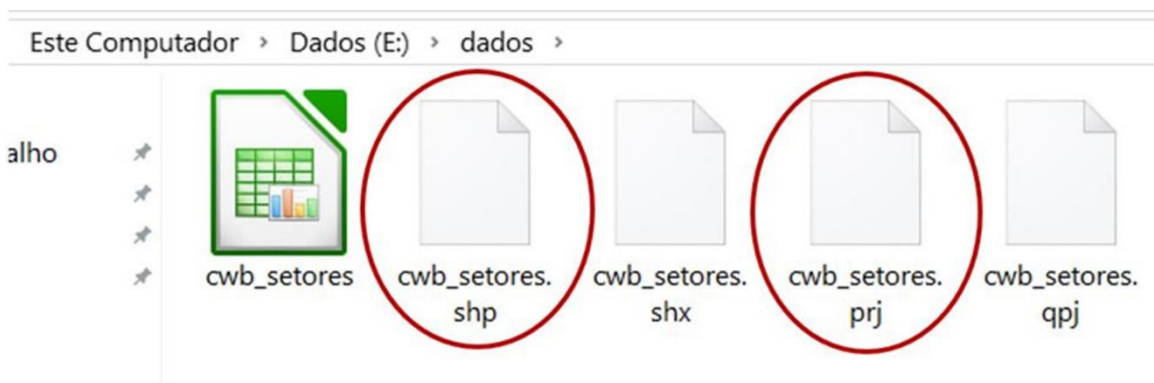 Este Computador > Dados (E:) > dados >
alho
cwb_setores
cwb_setores.
shp
cwb_setores.
shx
cwb_setores.
prj
cwb_setores.
qpj